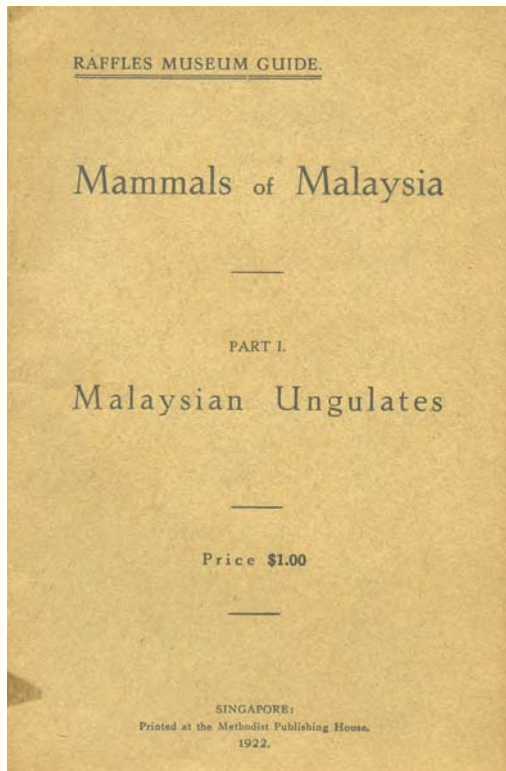 RAFFLES MUSEUM GUIDE.
Mammals of Malaysia
PART I.
Malaysian Ungulates
Price $1.00
SINGAPORE:
Printed at the Methodist Publishing House.
1922.